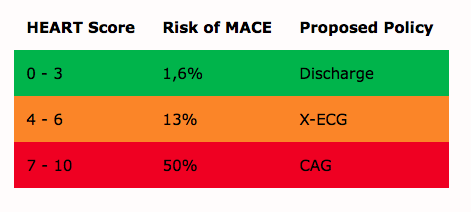 HEART Score Risk of MACE Proposed Policy
0 - 3 1,6% Discharge
4 - 6 13% X-ECG
7 - 10 50% CAG